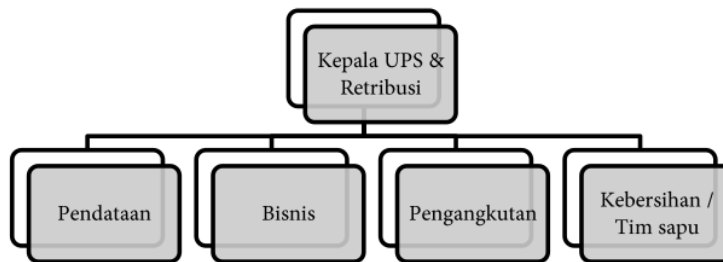 Kepala UPS &
Retribusi
Pendataan
Bisnis
Pengangkutan
Kebersihan /
Tim sapu